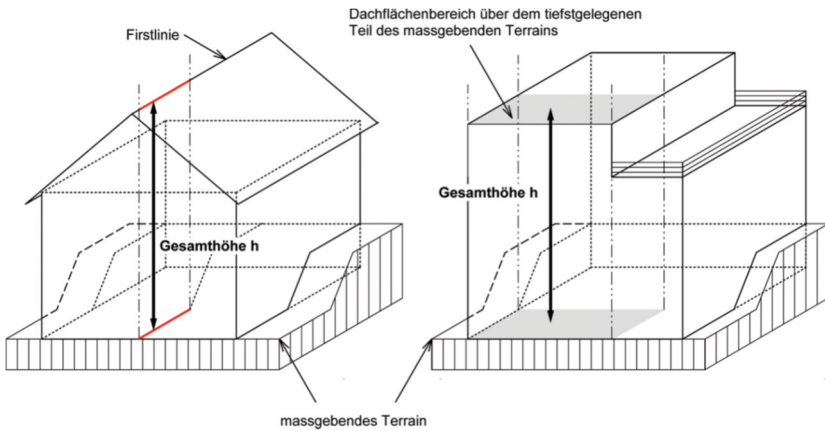 Firstlinie
Dachflächenbereich über dem tiefstgelegenen
Teil des massgebenden Terrains
Gesamthöhe h
Gesamthöhe h
massgebendes Terrain